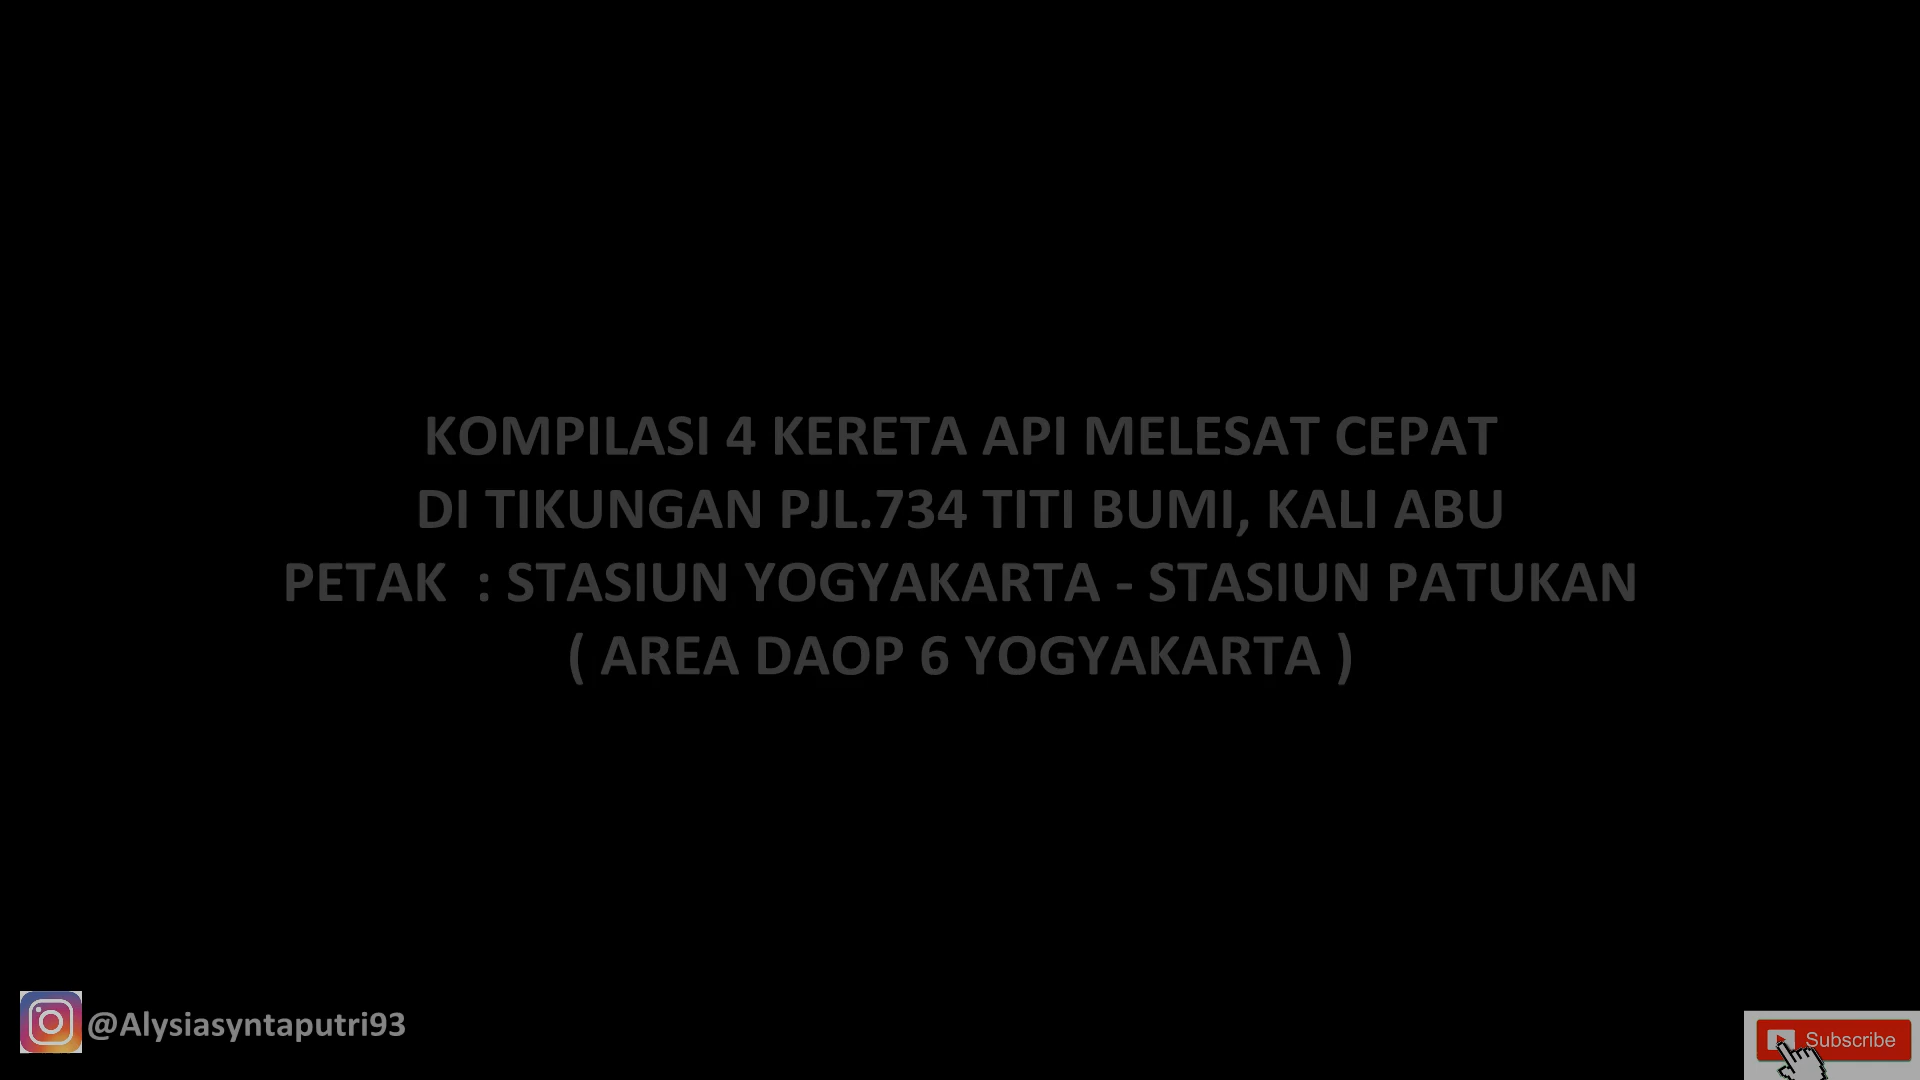 KOMPILASI 4 KERETA API MELESAT CEPAT
DI TIKUNGAN PJL.734 TITI BUMI, KALI ABU
PETAK : STASIUN YOGYAKARTA - STASIUN PATUKAN
( AREA DAOP 6 YOGYAKARTA )
@Alysiasyntaputri93
Subscribe